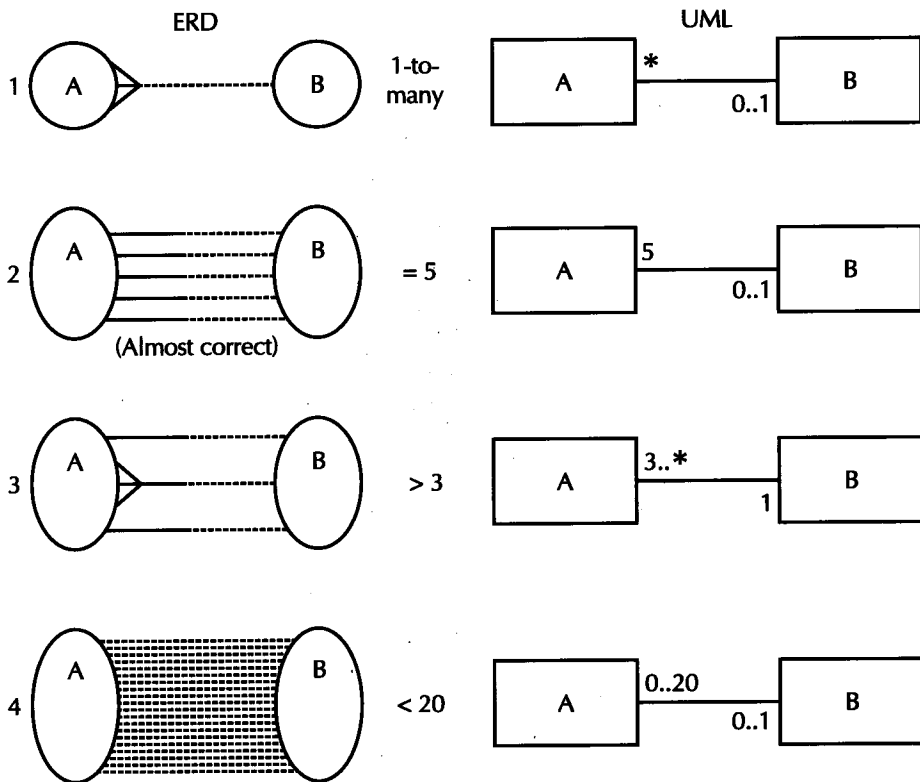 ERD
UML
1 A B
1-to-
many
A * 0..1 B
2 A B
(Almost correct)
= 5
A 5 0..1 B
3 A B
> 3
A 3..* 1 B
4 A B
< 20
A 0..20 0..1 B